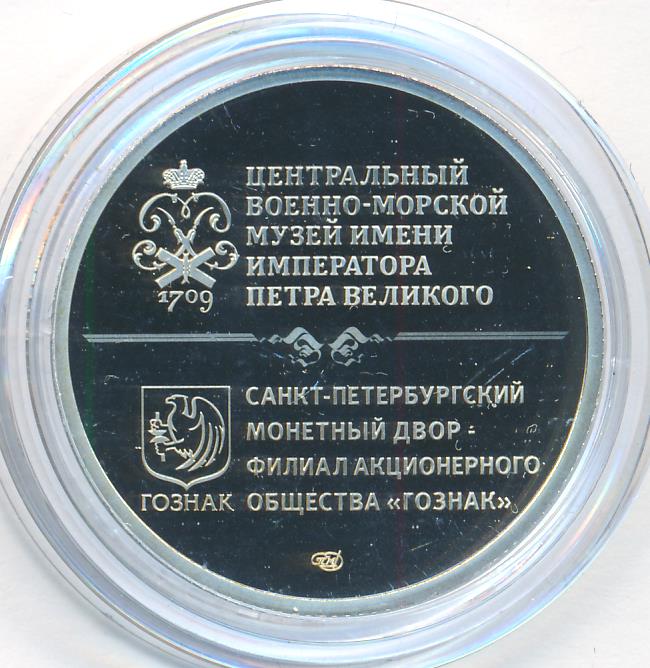 ЦЕНТРАЛЬНЫЙ
ВОЕННО-МОРСКОЙ
МУЗЕЙ ИМЕНИ
ИМПЕРАТОРА
ПЕТРА ВЕЛИКОГО
1709
САНКТ-ПЕТЕРБУРГСКИЙ
МОНЕТНЫЙ ДВОР -
ФИЛИАЛ АКЦИОНЕРНОГО
ОБЩЕСТВА «ГОЗНАК»
ГОЗНАК